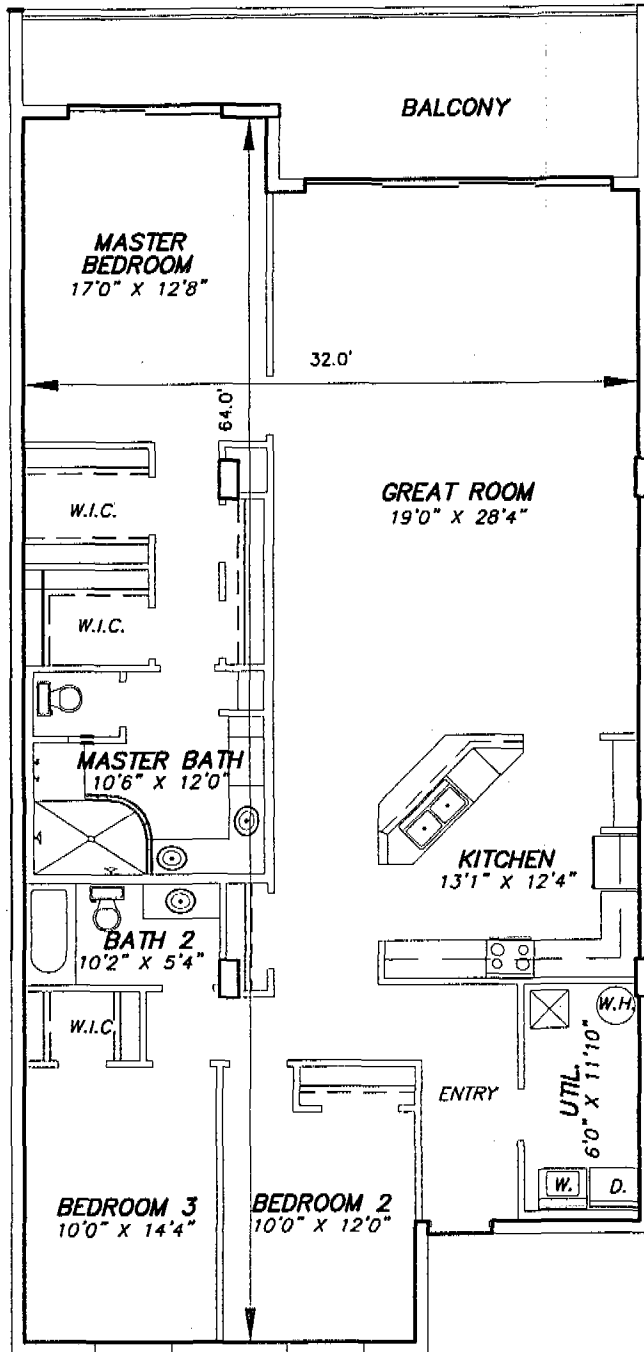 BALCONY
MASTER
BEDROOM
17'0" X 12'8"
32.0'
64.0'
GREAT ROOM
19'0" X 28'4"
W.I.C.
W.I.C.
MASTER BATH
10'6" X 12'0"
KITCHEN
13'1" X 12'4"
BATH 2
10'2" X 5'4"
W.I.C.
W.H.
ENTRY
UTIL.
6'0" X 11'10"
W.
D.
BEDROOM 3
10'0" X 14'4"
BEDROOM 2
10'0" X 12'0"